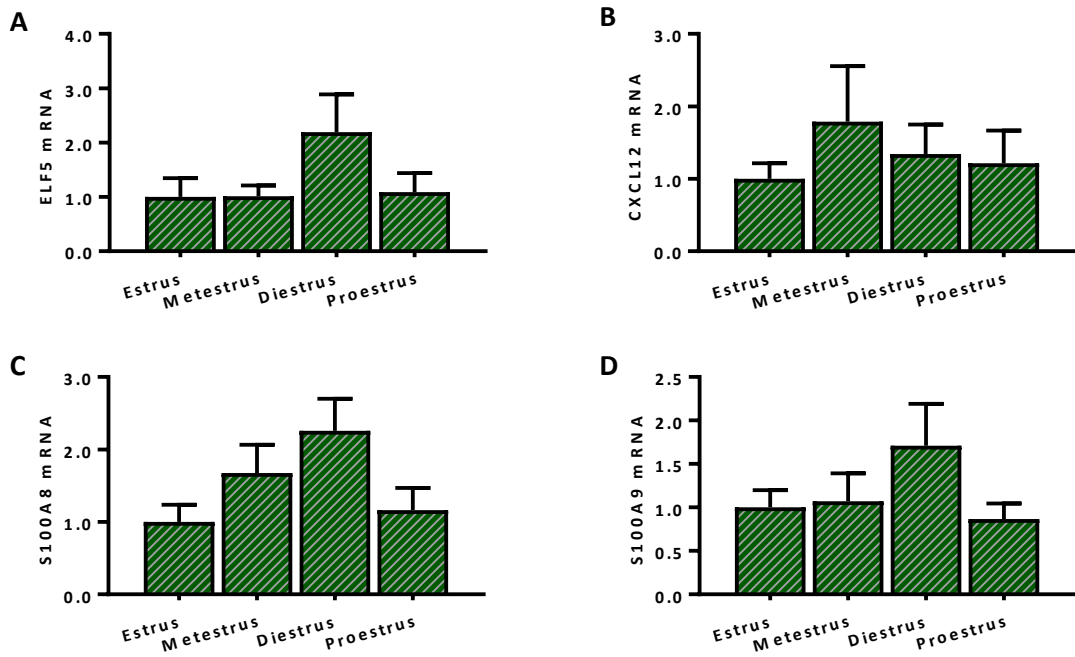 A
ELF5 mRNA
4.0
3.0
2.0
1.0
0.0
Estrus
Metestrus
Diestrus
Proestrus
B
CXCL12 mRNA
3.0
2.0
1.0
0.0
Estrus
Metestrus
Diestrus
Proestrus
C
S100A8 mRNA
3.0
2.0
1.0
0.0
Estrus
Metestrus
Diestrus
Proestrus
D
S100A9 mRNA
2.5
2.0
1.5
1.0
0.5
0.0
Estrus
Metestrus
Diestrus
Proestrus